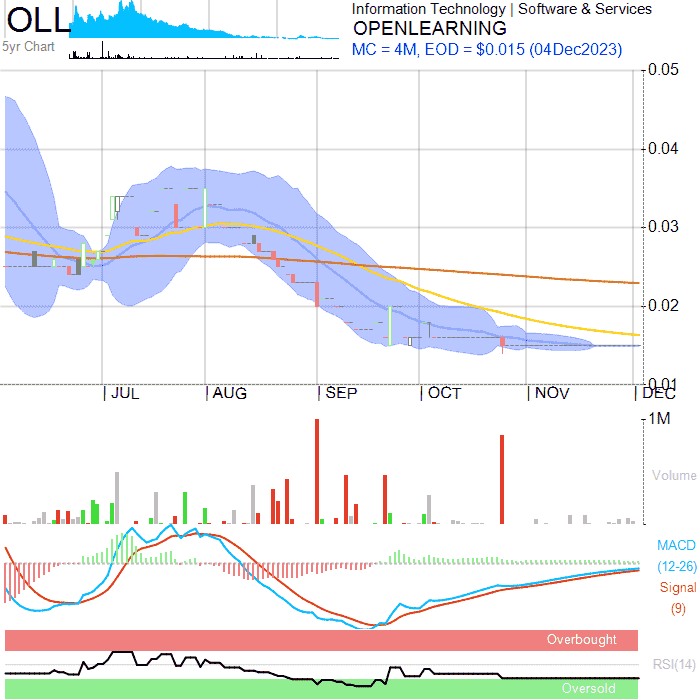 OLL
5yr Chart
Information Technology | Software & Services
OPENLEARNING
MC = 4M, EOD = $0.015 (04Dec2023)
0.05
0.04
0.03
0.02
0.01
JUL
AUG
SEP
OCT
NOV
DEC
1M
Volume
MACD
(12-26)
Signal
(9)
Overbought
RSI(14)
Oversold